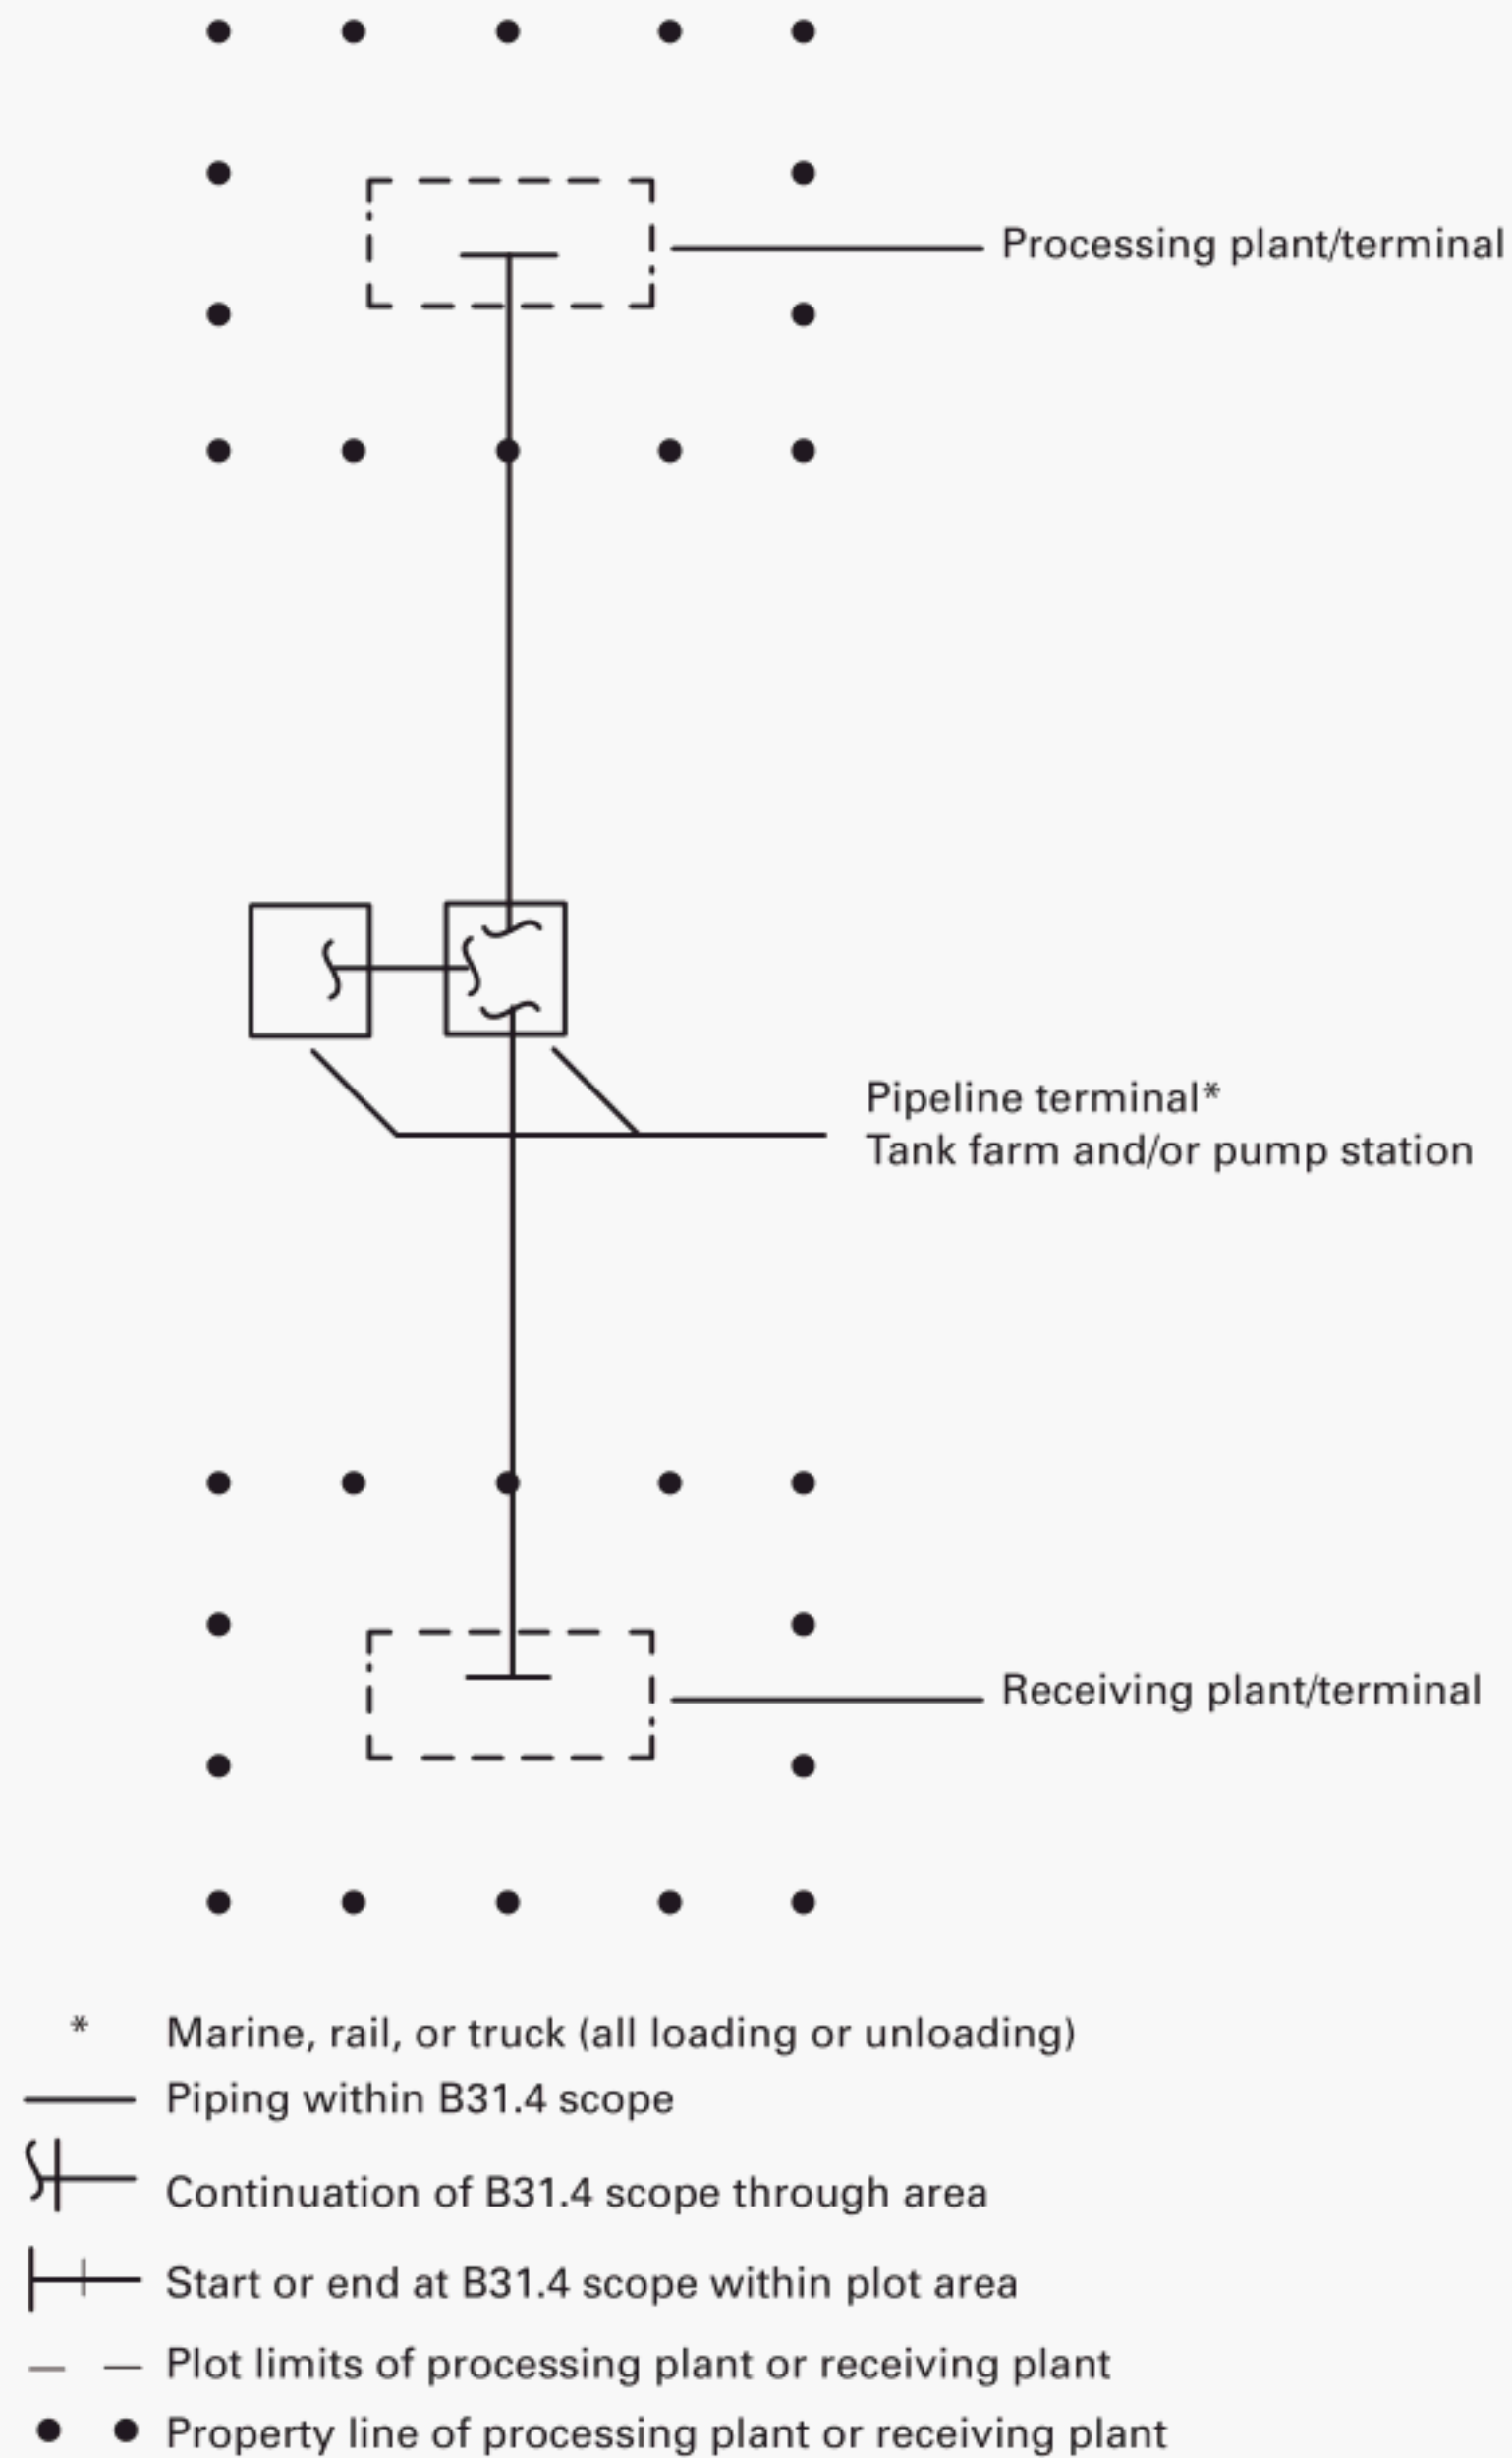 Processing plant/terminal
Pipeline terminal*
Tank farm and/or pump station
Receiving plant/terminal
* Marine, rail, or truck (all loading or unloading)
Piping within B31.4 scope
Continuation of B31.4 scope through area
Start or end at B31.4 scope within plot area
Plot limits of processing plant or receiving plant
Property line of processing plant or receiving plant